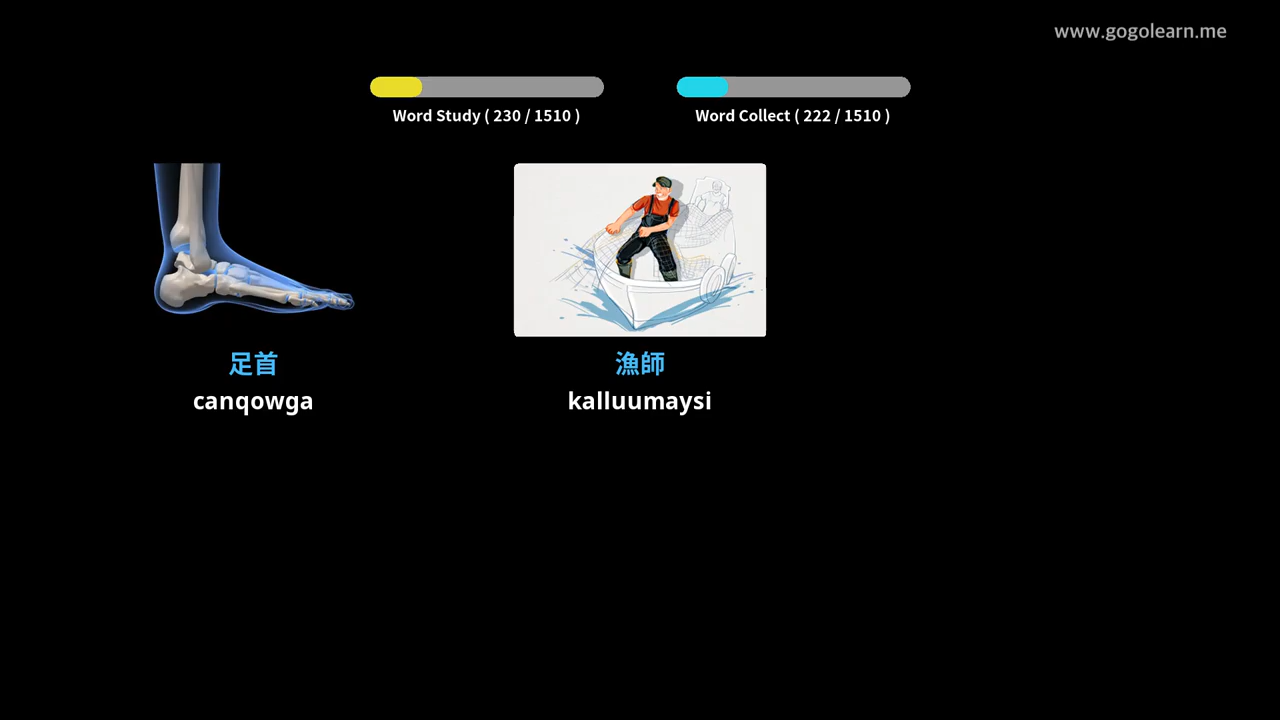 www.gogolearn.me
Word Study ( 230 / 1510 )
Word Collect ( 222 / 1510 )
足首
canqowga
漁師
kalluumaysi